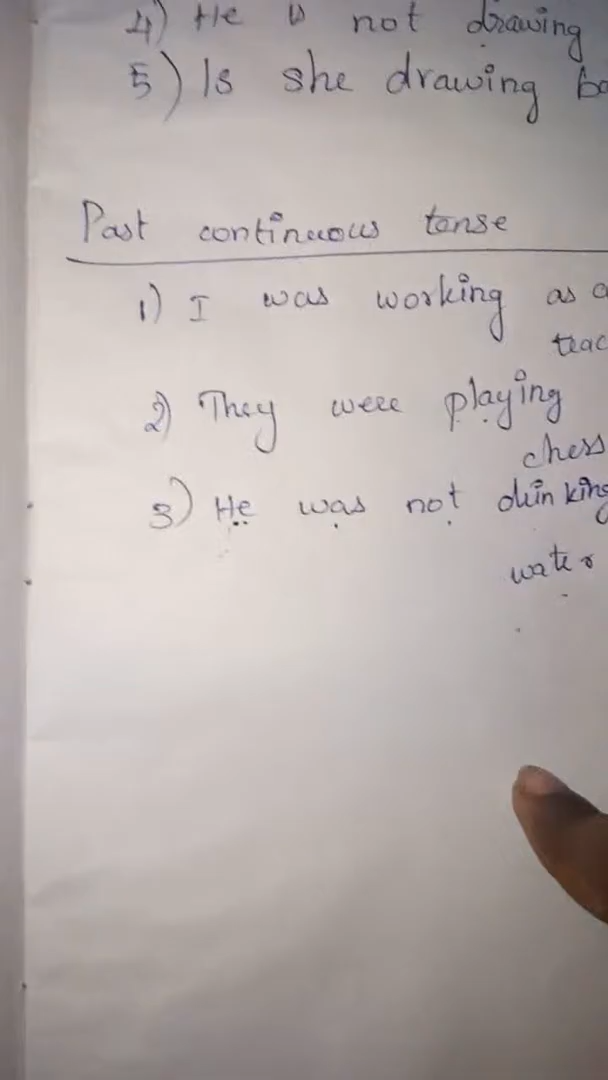 4) He is not drawing
5) Is she drawing
Past continuous tense
1) I was working as a
teac
2) They were playing
chess
3) He was not drinking
water